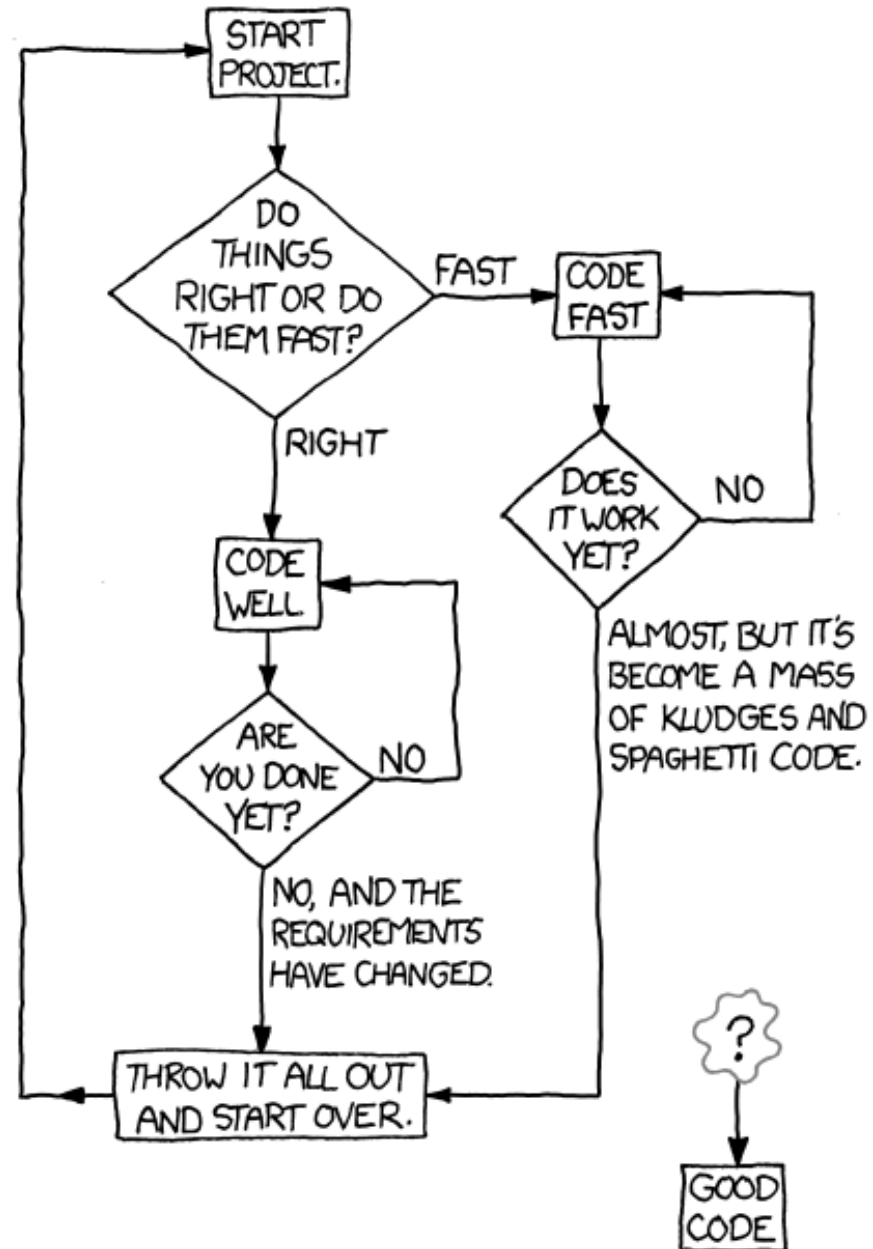 START
PROJECT.
DO
THINGS
RIGHT OR DO
THEM FAST?
FAST
CODE
FAST
RIGHT
DOES
IT WORK
YET?
NO
CODE
WELL.
ALMOST, BUT IT'S
BECOME A MASS
OF KLUDGES AND
SPAGHETTI CODE.
ARE
YOU DONE
YET?
NO
NO, AND THE
REQUIREMENTS
HAVE CHANGED.
THROW IT ALL OUT
AND START OVER.
?
GOOD
CODE